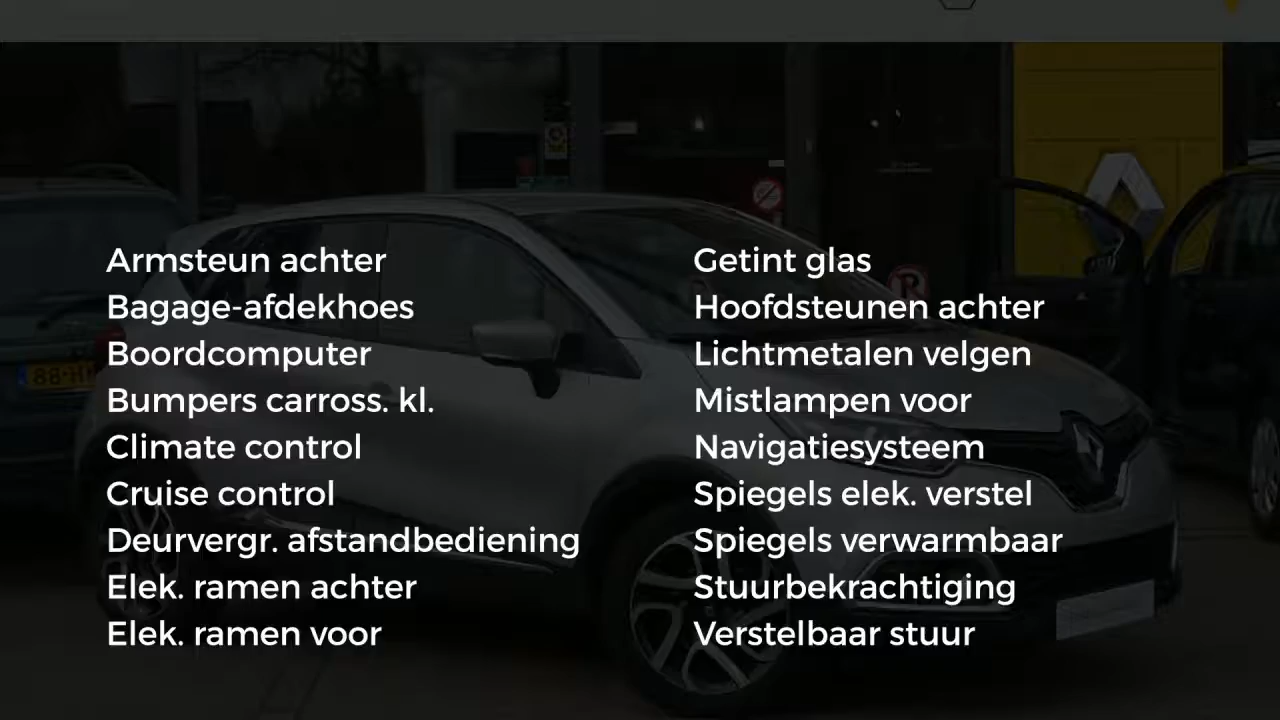 Armsteun achter
Bagage-afdekhoes
Boordcomputer
Bumpers carross. kl.
Climate control
Cruise control
Deurvergr. afstandbediening
Elek. ramen achter
Elek. ramen voor
Getint glas
Hoofdsteunen achter
Lichtmetalen velgen
Mistlampen voor
Navigatiesysteem
Spiegels elek. verstel
Spiegels verwarmbaar
Stuurbekrachtiging
Verstelbaar stuur